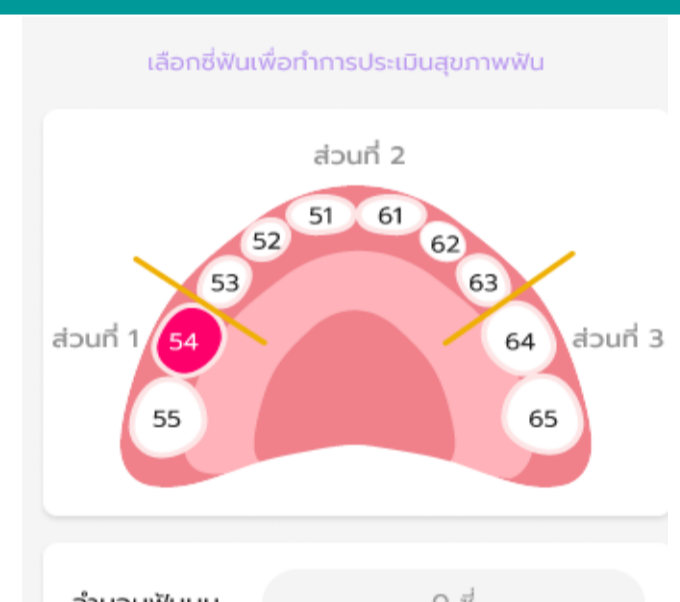 เลือกซี่ฟันเพื่อทำการประเมินสุขภาพฟัน
ส่วนที่ 2
51 61
52 62
53 63
ส่วนที่ 1 54 64 ส่วนที่ 3
55 65